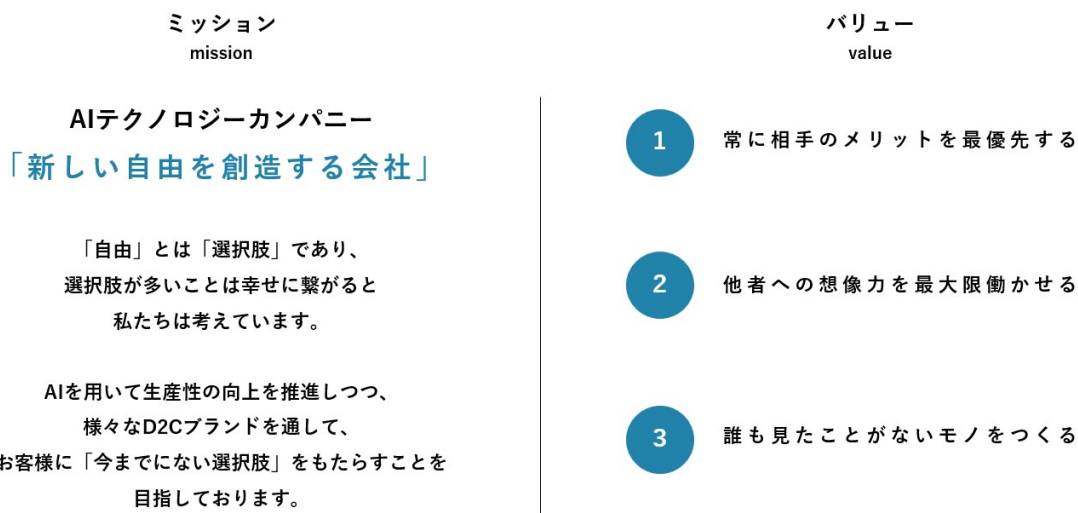 ミッション
mission
AIテクノロジーカンパニー
「新しい自由を創造する会社」
「自由」とは「選択肢」であり、
選択肢が多いことは幸せに繋がると
私たちは考えています。
AIを用いて生産性の向上を推進しつつ、
様々なD2Cブランドを通して、
お客様に「今までにない選択肢」をもたらすことを
目指しております。
バリュー
value
1 常に相手のメリットを最優先する
2 他者への想像力を最大限働かせる
3 誰も見たことがないモノをつくる